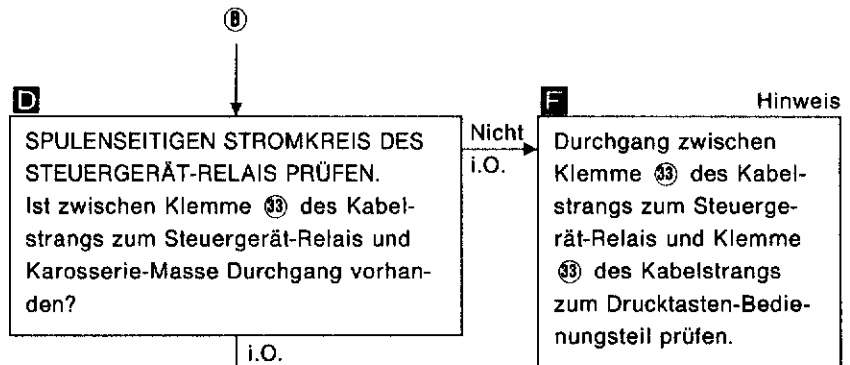 Ⓑ
D
SPULENSEITIGEN STROMKREIS DES
STEUERGERÄT-RELAIS PRÜFEN.
Ist zwischen Klemme ㉝ des Kabel-
strangs zum Steuergerät-Relais und
Karosserie-Masse Durchgang vorhan-
den?
Nicht
i.O.
F
Hinweis
Durchgang zwischen
Klemme ㉝ des Kabel-
strangs zum Steuerge-
rät-Relais und Klemme
㉝ des Kabelstrangs
zum Drucktasten-Bedie-
nungsteil prüfen.
i.O.